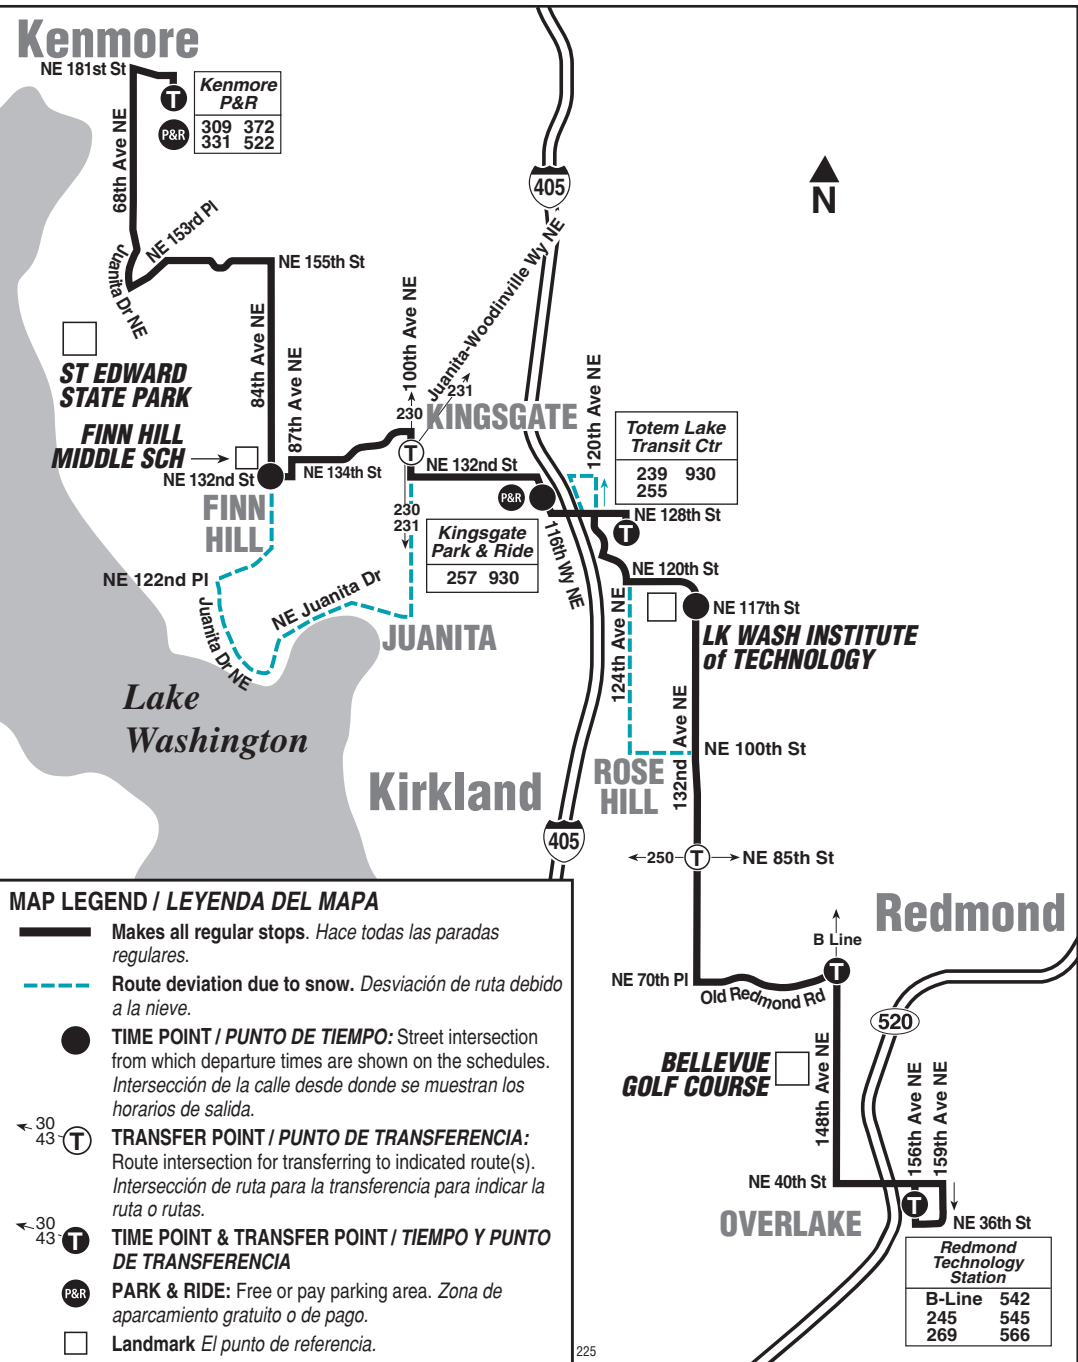 Kenmore
NE 181st St
T
Kenmore
P&R
309 372
331 522
P&R
68th Ave NE
405
N
NE 153rd Pl
Juanita Dr NE
NE 155th St
84th Ave NE
87th Ave NE
100th Ave NE
Juanita-Woodinville Wy NE
ST EDWARD
STATE PARK
FINN HILL
MIDDLE SCH
230
231
KINGSGATE
T
NE 132nd St
NE 134th St
NE 132nd St
FINN
HILL
230
231
P&R
120th Ave NE
Totem Lake
Transit Ctr
239 930
255
NE 128th St
T
Kingsgate
Park & Ride
257 930
116th Wy NE
NE 120th St
NE 122nd Pl
Juanita Dr NE
NE Juanita Dr
JUANITA
124th Ave NE
NE 117th St
LK WASH INSTITUTE
of TECHNOLOGY
Lake
Washington
132nd Ave NE
NE 100th St
ROSE
HILL
Kirkland
405
250
T
NE 85th St
Redmond
B Line
T
NE 70th Pl
Old Redmond Rd
520
BELLEVUE
GOLF COURSE
148th Ave NE
156th Ave NE
159th Ave NE
NE 40th St
T
OVERLAKE
NE 36th St
Redmond
Technology
Station
B-Line 542
245 545
269 566
MAP LEGEND / LEYENDA DEL MAPA
Makes all regular stops. Hace todas las paradas
regulares.
Route deviation due to snow. Desviación de ruta debido
a la nieve.
TIME POINT / PUNTO DE TIEMPO: Street intersection
from which departure times are shown on the schedules.
Intersección de la calle desde donde se muestran los
horarios de salida.
30
43
T
TRANSFER POINT / PUNTO DE TRANSFERENCIA:
Route intersection for transferring to indicated route(s).
Intersección de ruta para la transferencia para indicar la
ruta o rutas.
30
43
T
TIME POINT & TRANSFER POINT / TIEMPO Y PUNTO
DE TRANSFERENCIA
P&R
PARK & RIDE: Free or pay parking area. Zona de
aparcamiento gratuito o de pago.
Landmark El punto de referencia.
225